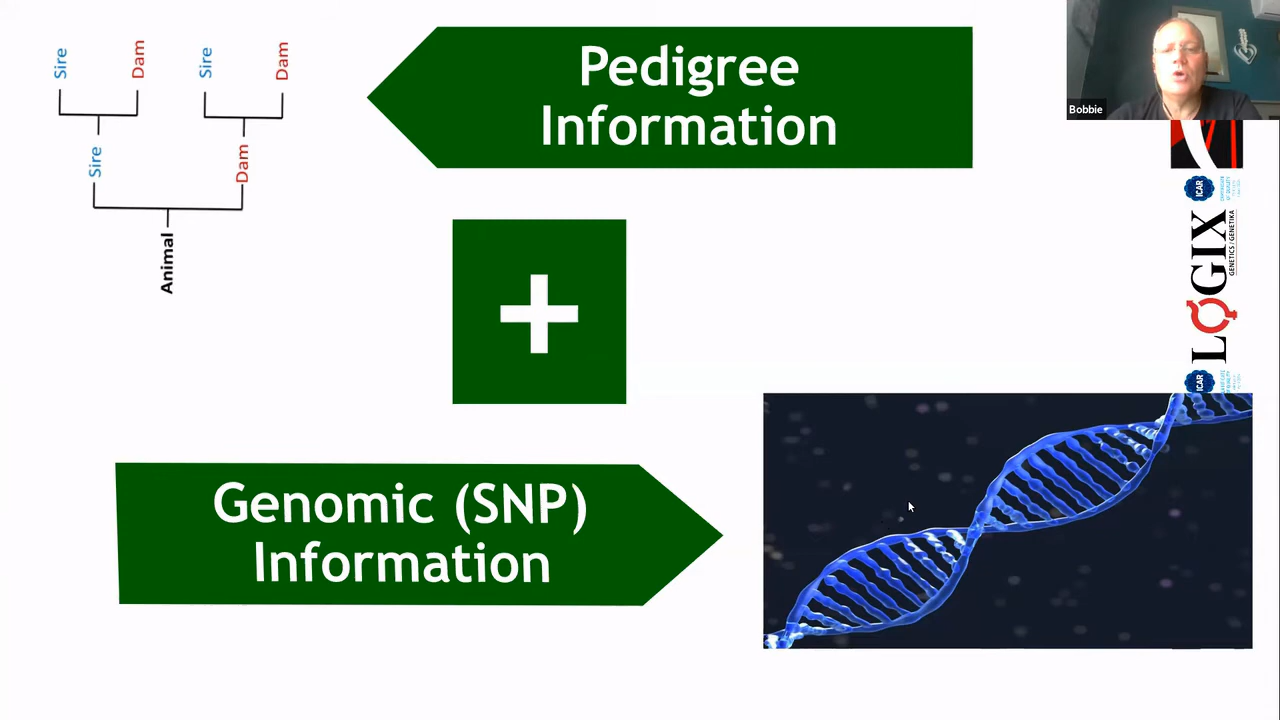 Sire
Dam
Sire
Dam
Sire
Dam
Animal
Pedigree
Information
Bobbie
+
Genomic (SNP)
Information
ICAR
LOGIX
GENETICS / GENETIKA
ICAR